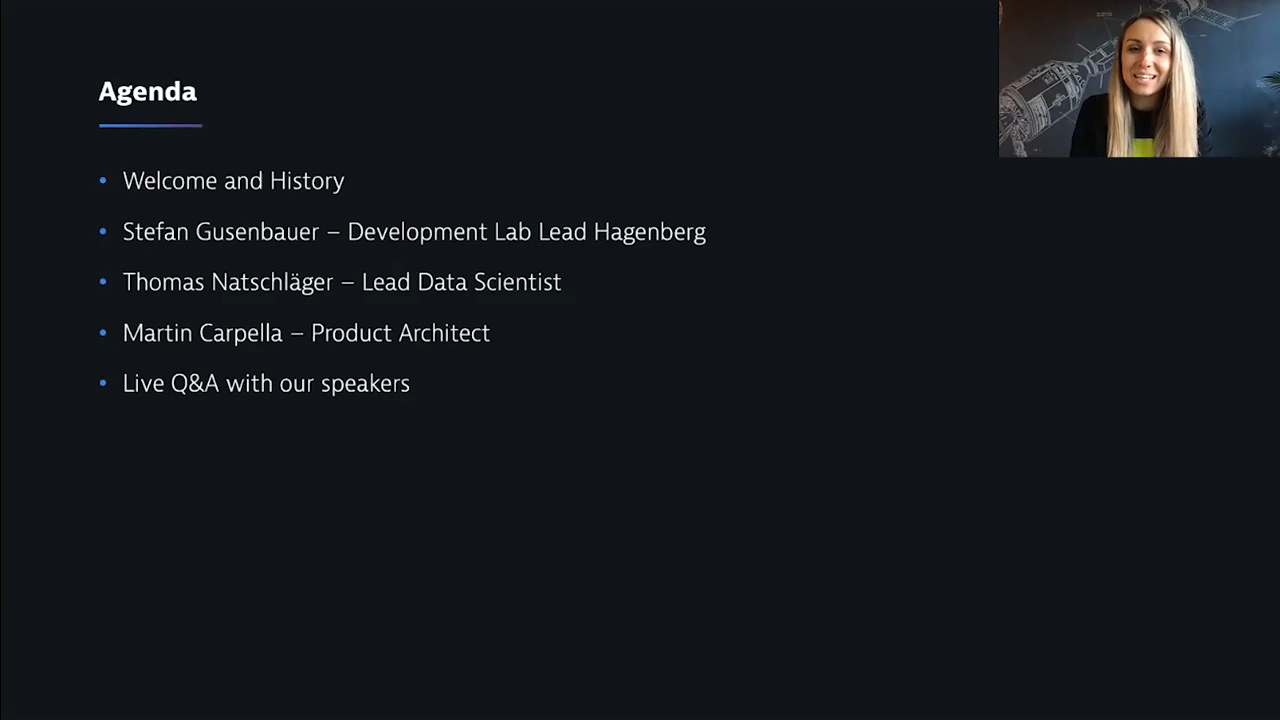 Agenda
Welcome and History
Stefan Gusenbauer – Development Lab Lead Hagenberg
Thomas Natschläger – Lead Data Scientist
Martin Carpella – Product Architect
Live Q&A with our speakers